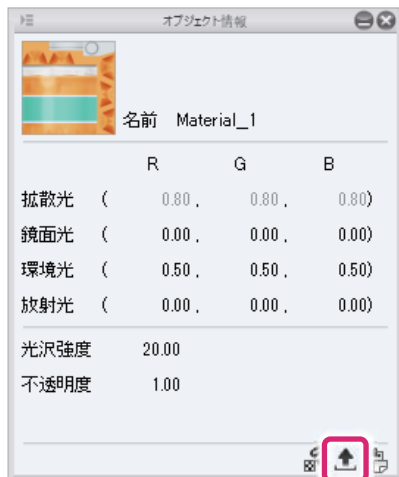 オブジェクト情報
名前 Material_1
R G B
拡散光 ( 0.80 , 0.80 , 0.80)
鏡面光 ( 0.00 , 0.00 , 0.00)
環境光 ( 0.50 , 0.50 , 0.50)
放射光 ( 0.00 , 0.00 , 0.00)
光沢強度 20.00
不透明度 1.00